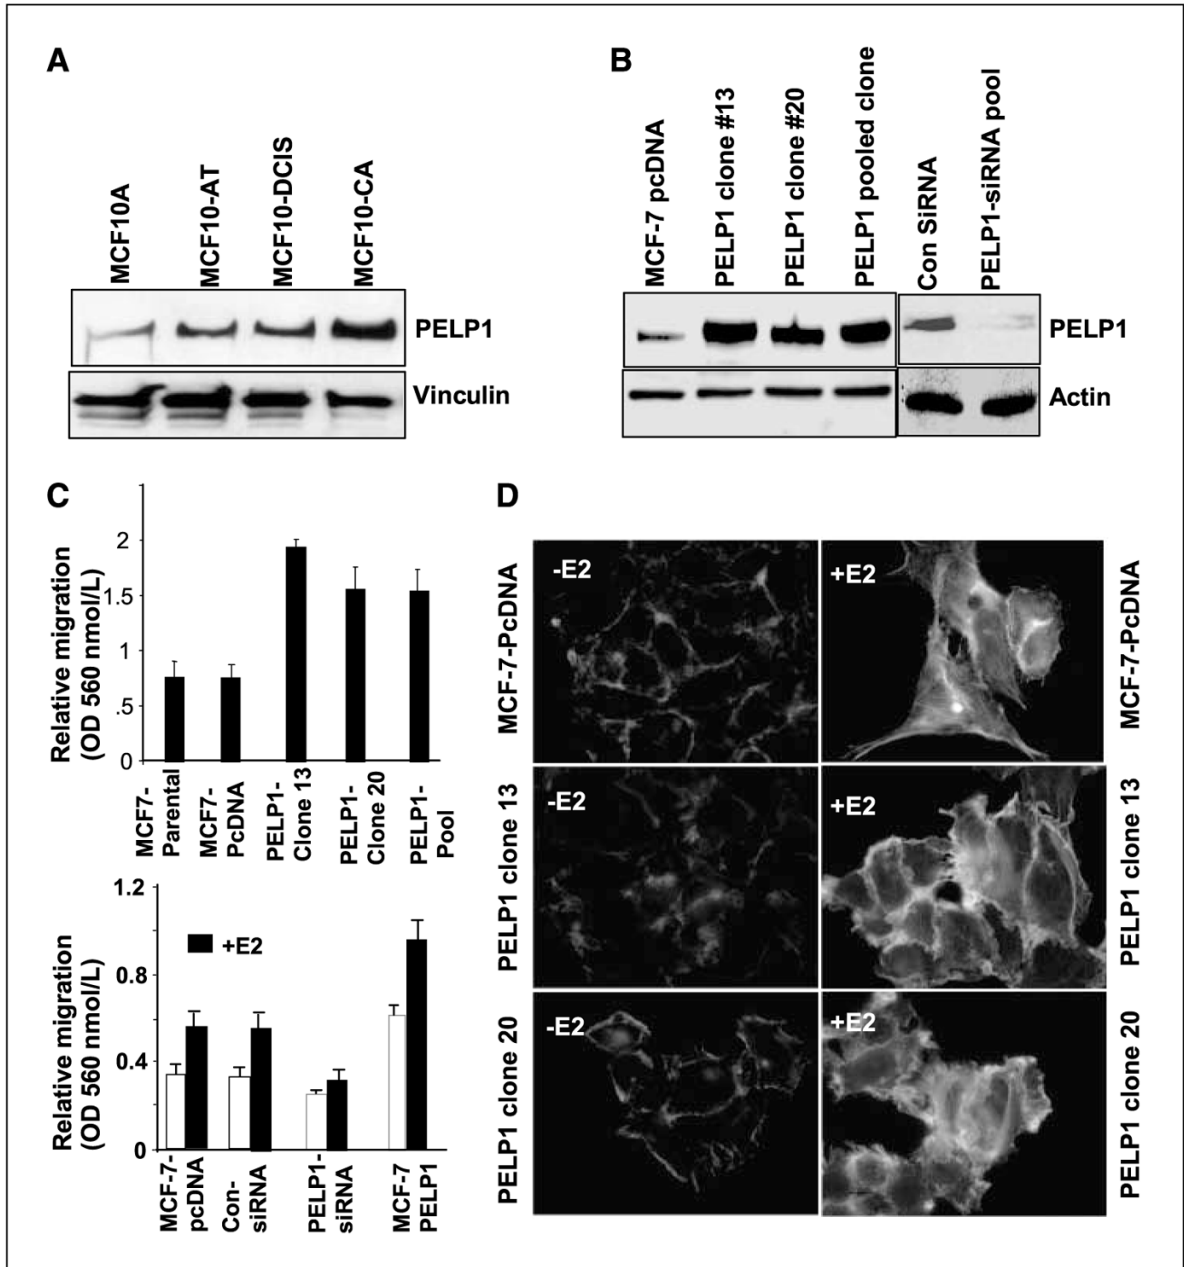 A
MCF10A
MCF10-AT
MCF10-DCIS
MCF10-CA
PELP1
Vinculin
B
MCF-7 pcDNA
PELP1 clone #13
PELP1 clone #20
PELP1 pooled clone
Con SiRNA
PELP1-siRNA pool
PELP1
Actin
C
Relative migration
(OD 560 nmol/L)
2
1.5
1
.5
0
MCF7-
Parental
MCF7-
PcDNA
PELP1-
Clone 13
PELP1-
Clone 20
PELP1-
Pool
Relative migration
(OD 560 nmol/L)
1.2
0.8
0.4
0
+E2
MCF-7-
pcDNA
Con-
siRNA
PELP1-
siRNA
MCF-7
PELP1
D
MCF-7-PcDNA
-E2
+E2
MCF-7-PcDNA
PELP1 clone 13
-E2
+E2
PELP1 clone 13
PELP1 clone 20
-E2
+E2
PELP1 clone 20